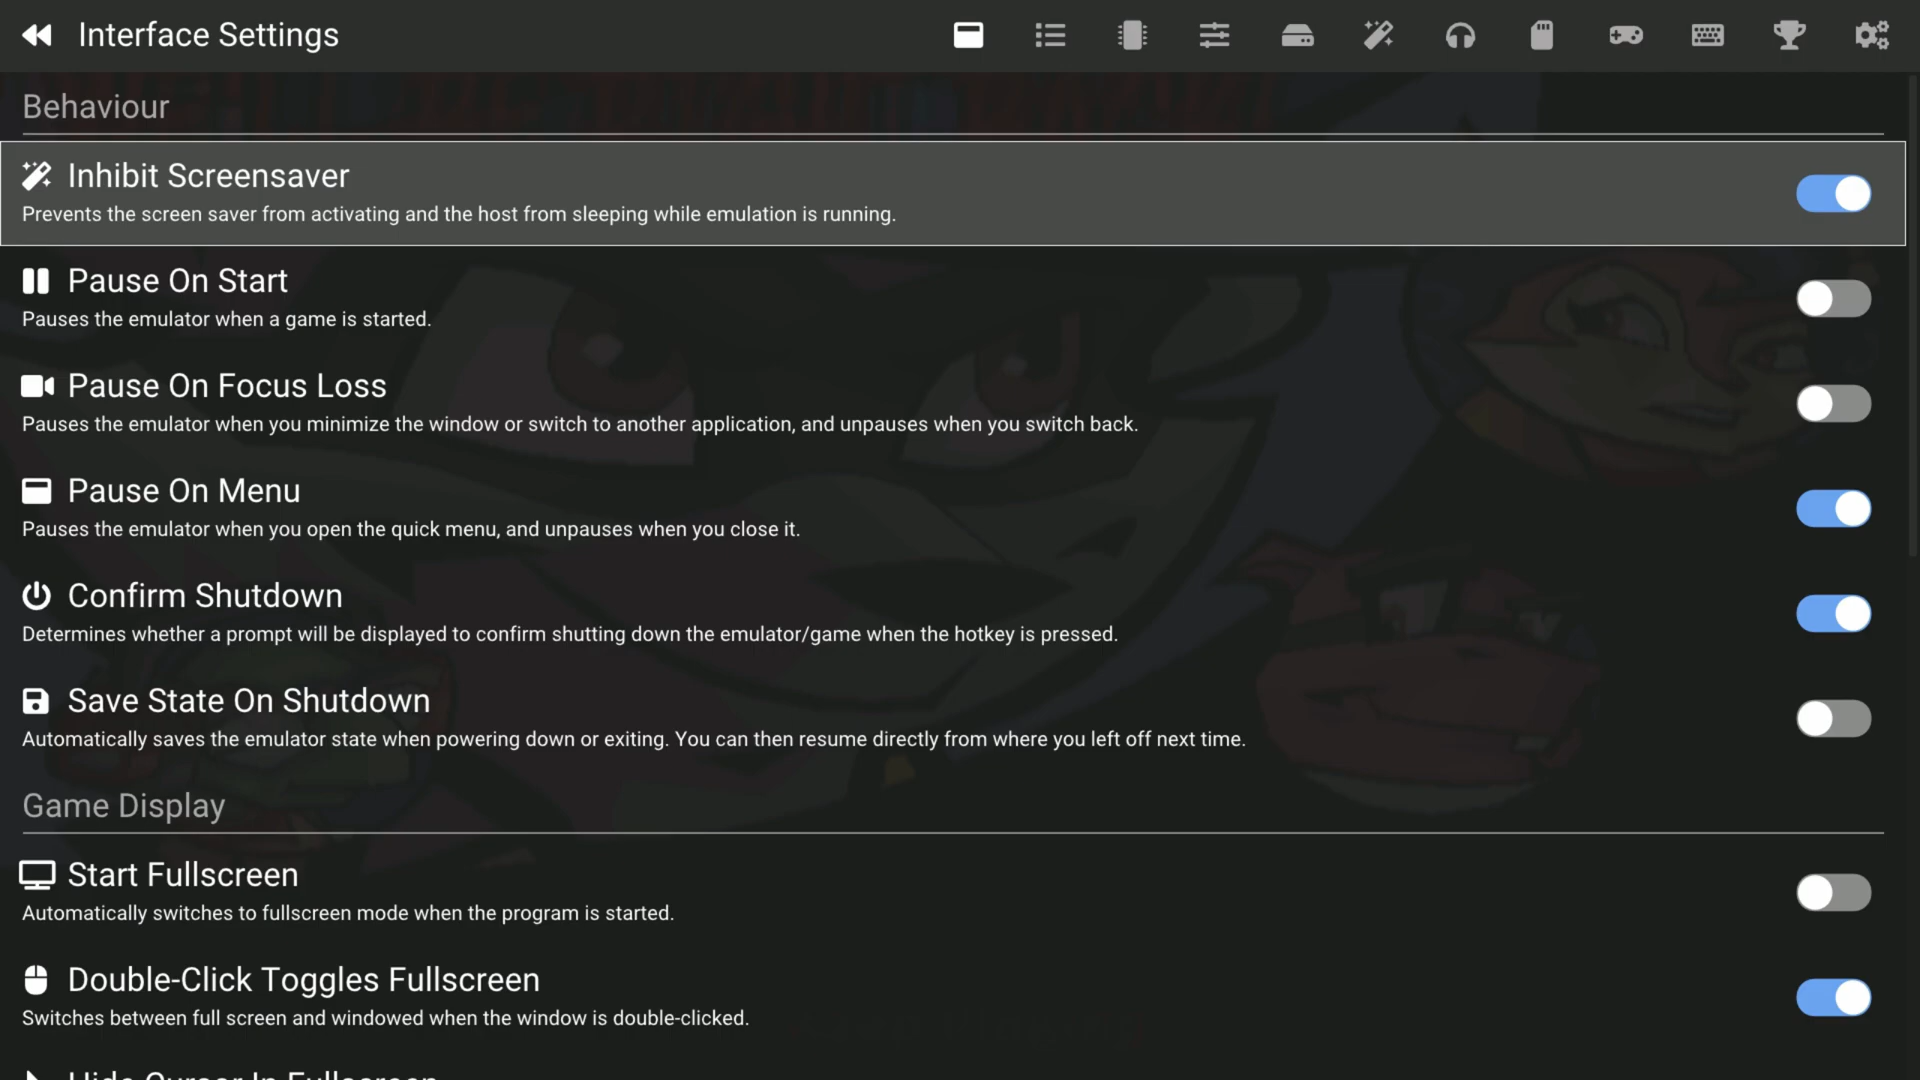 Interface Settings
Behaviour
Inhibit Screensaver
Prevents the screen saver from activating and the host from sleeping while emulation is running.
Pause On Start
Pauses the emulator when a game is started.
Pause On Focus Loss
Pauses the emulator when you minimize the window or switch to another application, and unpauses when you switch back.
Pause On Menu
Pauses the emulator when you open the quick menu, and unpauses when you close it.
Confirm Shutdown
Determines whether a prompt will be displayed to confirm shutting down the emulator/game when the hotkey is pressed.
Save State On Shutdown
Automatically saves the emulator state when powering down or exiting. You can then resume directly from where you left off next time.
Game Display
Start Fullscreen
Automatically switches to fullscreen mode when the program is started.
Double-Click Toggles Fullscreen
Switches between full screen and windowed when the window is double-clicked.
Hide Cursor In Fullscreen